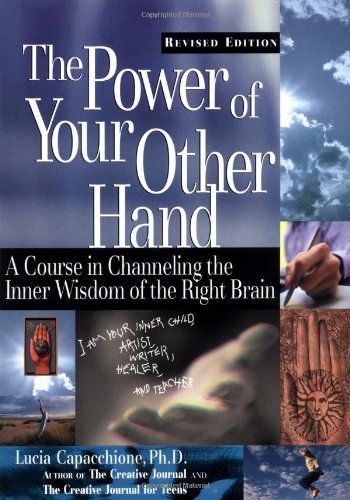 REVISED EDITION
The Power of
Your Other
Hand
A Course in Channeling the
Inner Wisdom of the Right Brain
I AM YOUR INNER CHILD
ARTIST,
WRITER,
HEALER
AND TEACHER
Lucia Capacchione, Ph.D.
AUTHOR OF The Creative Journal AND
The Creative Journal for Teens